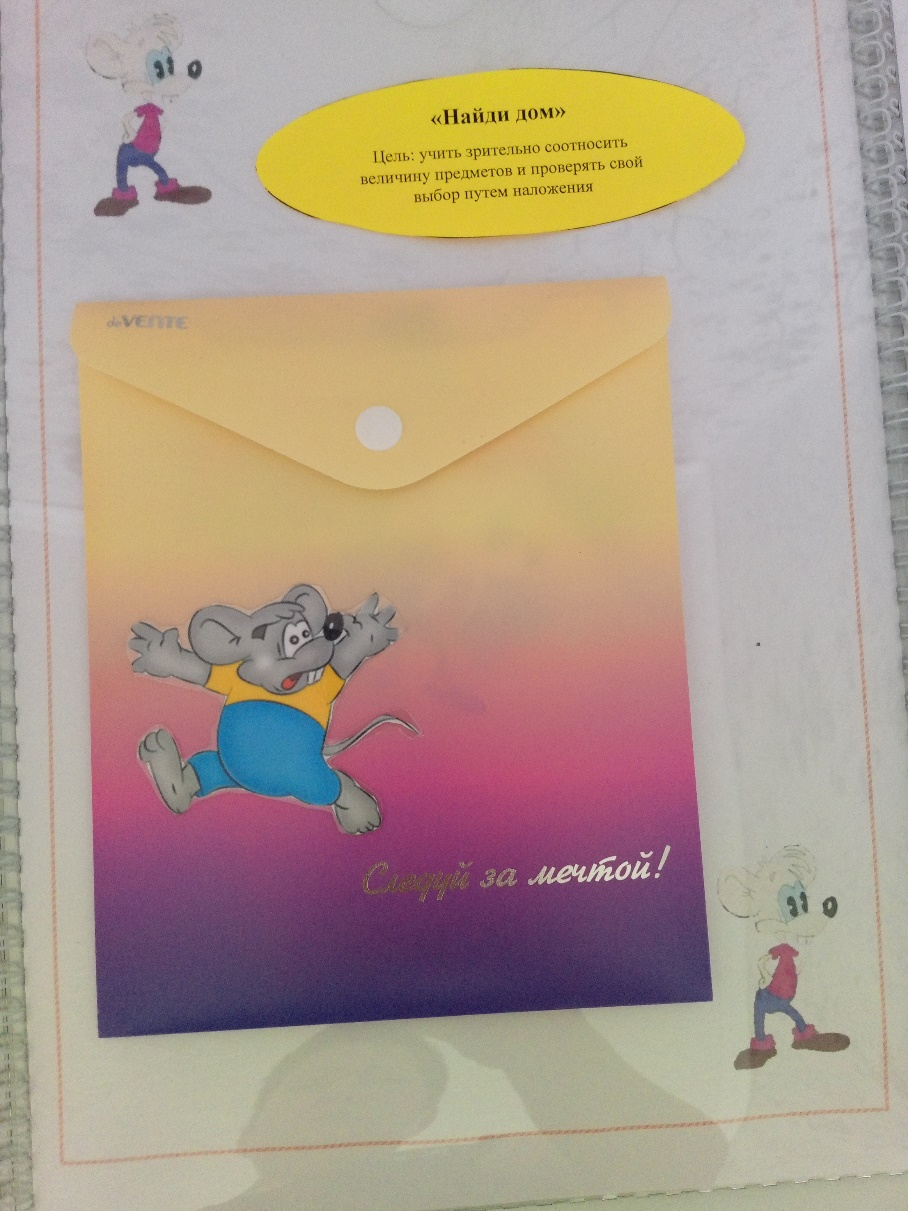 «Найди дом»
Цель: учить зрительно соотносить
величину предметов и проверять свой
выбор путем наложения
deVENTE
Следуй за мечтой!